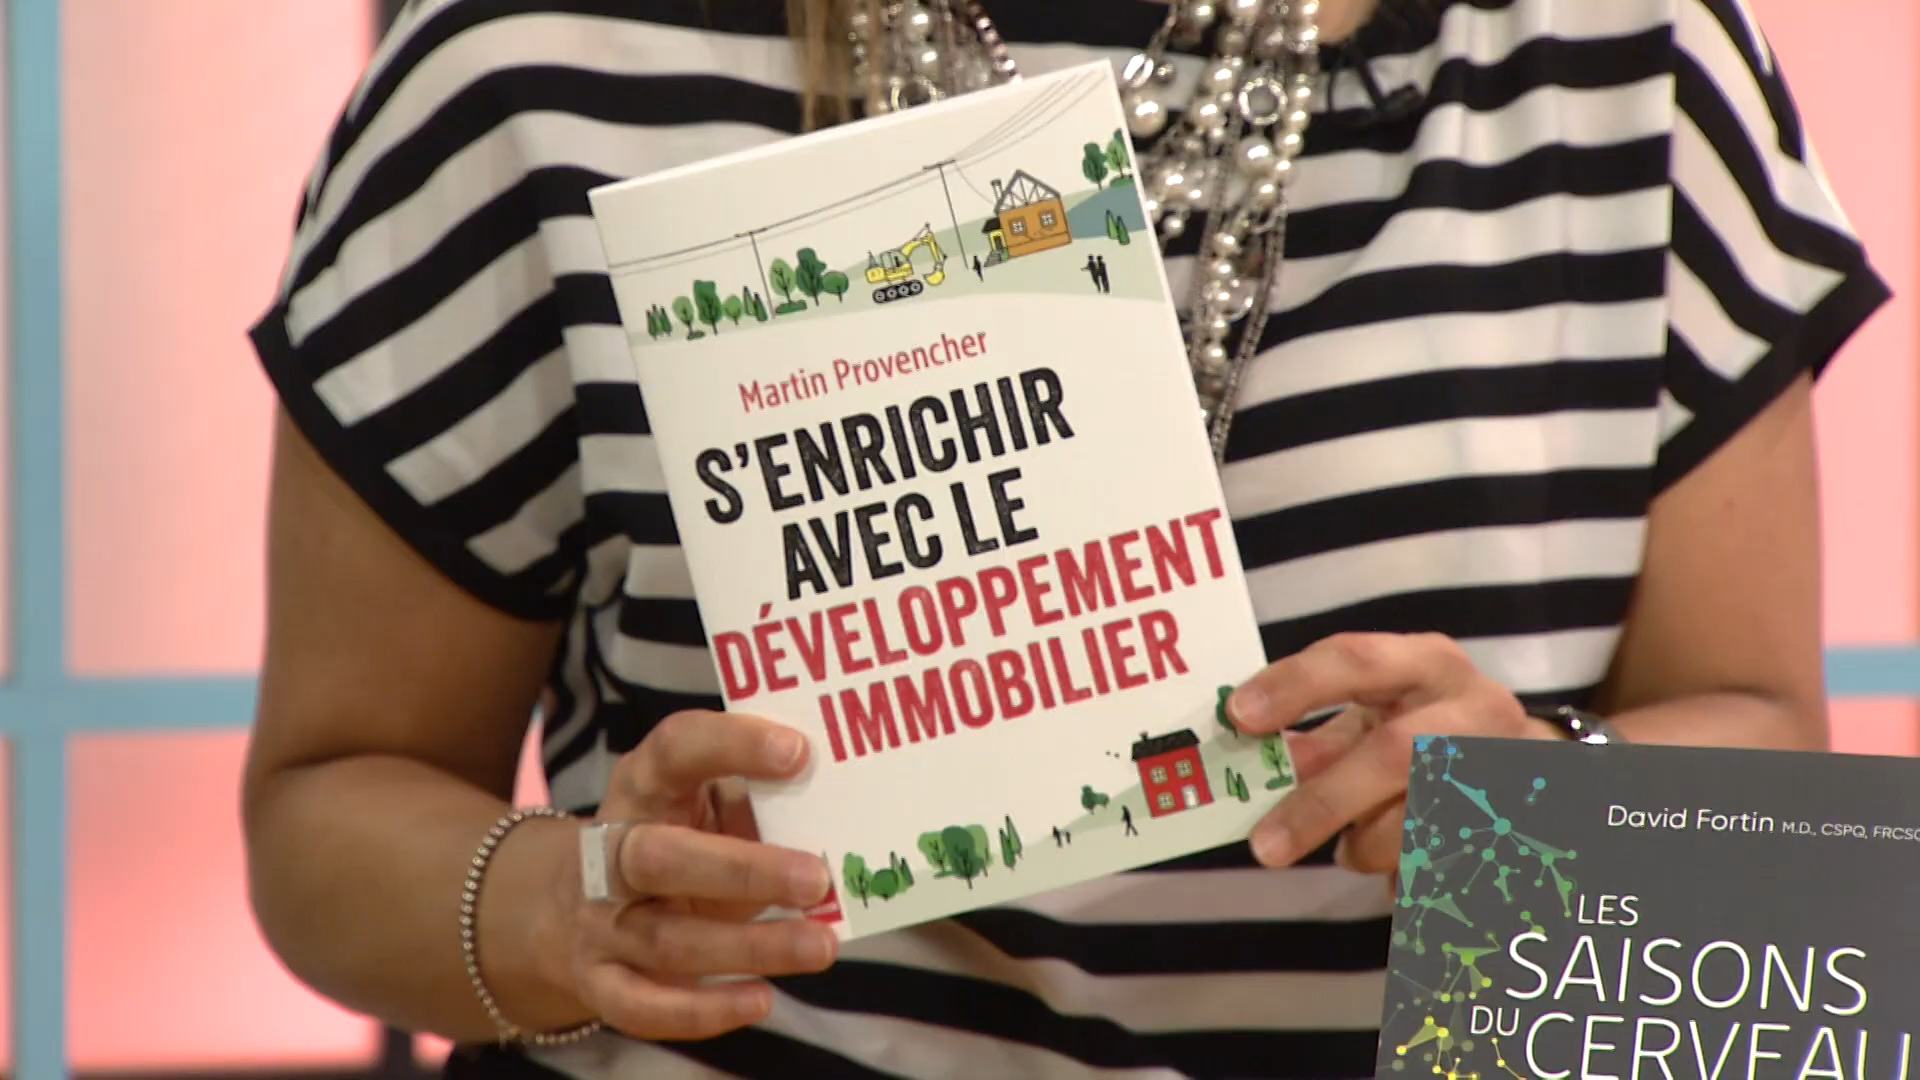 Martin Provencher
S'ENRICHIR
AVEC LE
DÉVELOPPEMENT
IMMOBILIER
David Fortin M.D., CSPQ, FRCSC
LES
SAISONS
DU
CERVEAU